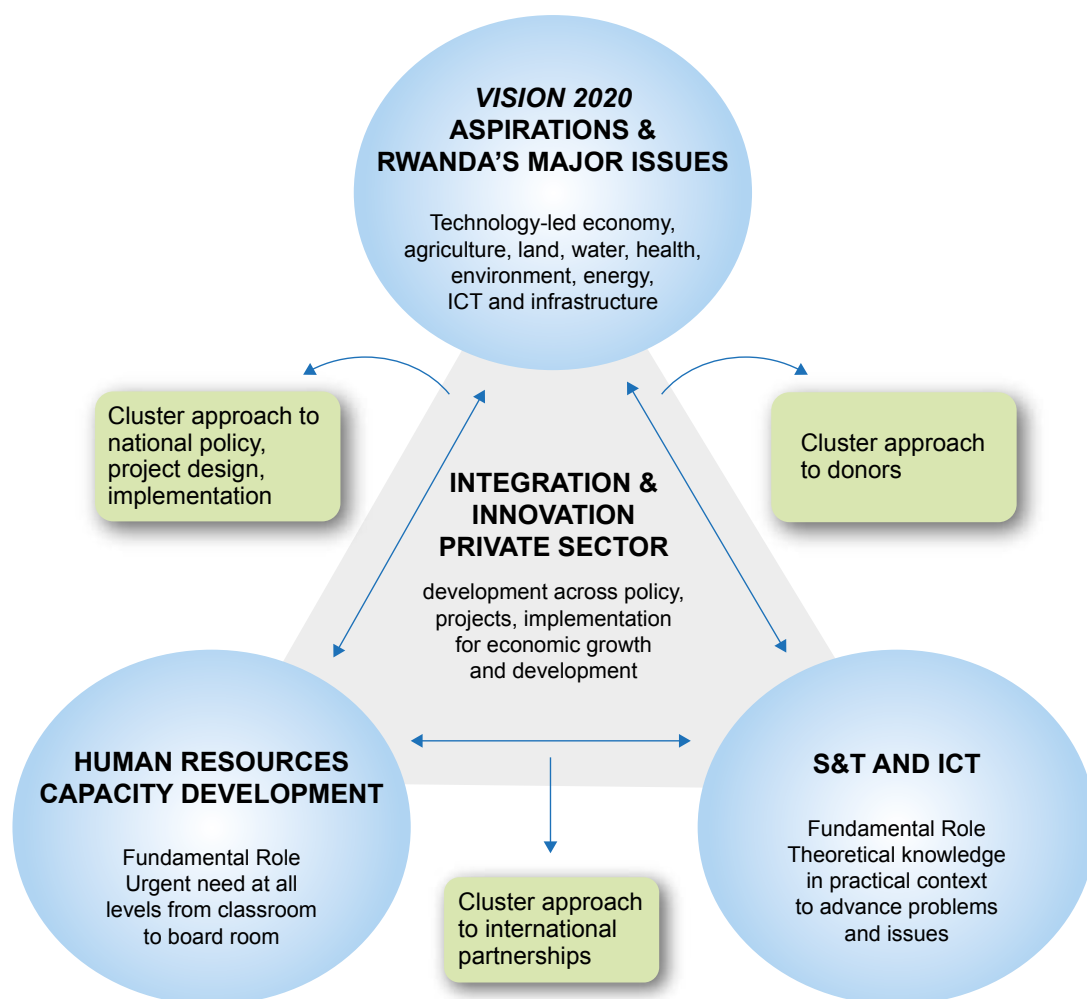 VISION 2020
ASPIRATIONS &
RWANDA’S MAJOR ISSUES
Technology-led economy,
agriculture, land, water, health,
environment, energy,
ICT and infrastructure
Cluster approach to
national policy,
project design,
implementation
Cluster approach
to donors
INTEGRATION &
INNOVATION
PRIVATE SECTOR
development across policy,
projects, implementation
for economic growth
and development
HUMAN RESOURCES
CAPACITY DEVELOPMENT
Fundamental Role
Urgent need at all
levels from classroom
to board room
S&T AND ICT
Fundamental Role
Theoretical knowledge
in practical context
to advance problems
and issues
Cluster approach
to international
partnerships